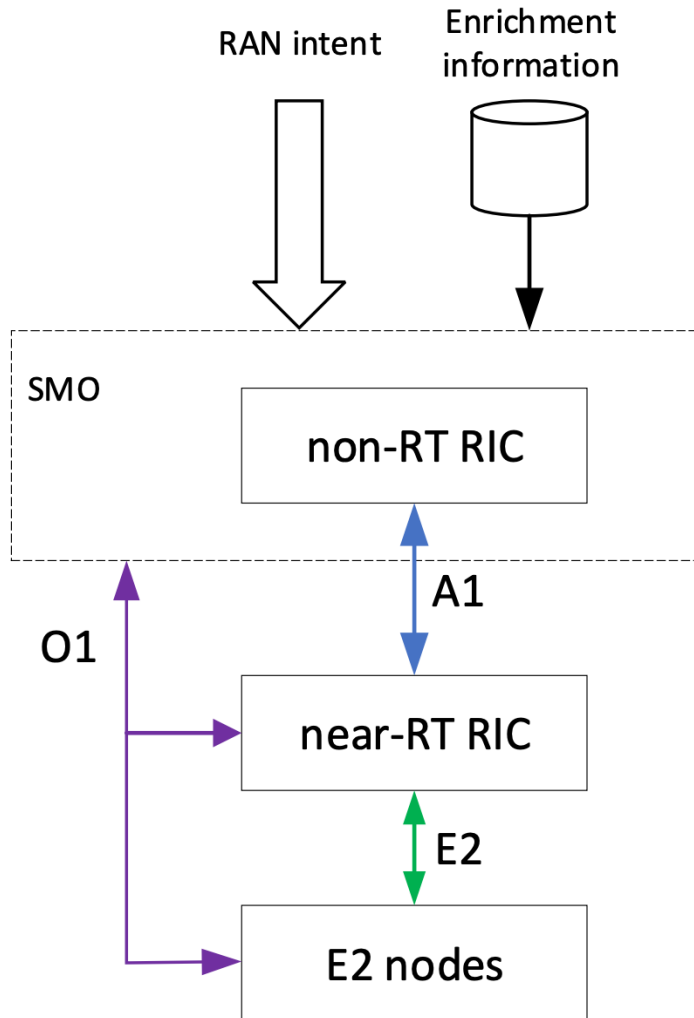 RAN intent
Enrichment
information
SMO
non-RT RIC
A1
O1
near-RT RIC
E2
E2 nodes